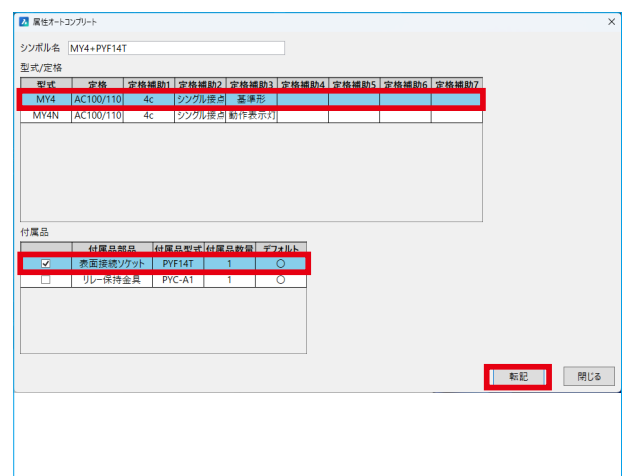 属性オートコンプリート
シンボル名 MY4+PYF14T
型式/定格
型式 定格 定格補助1 定格補助2 定格補助3 定格補助4 定格補助5 定格補助6 定格補助7
MY4 AC100/110 4c シングル接点 基準形
MY4N AC100/110 4c シングル接点 動作表示灯
付属品
付属品部品 付属品型式 付属品数量 デフォルト
表面接続ソケット PYF14T 1 〇
リレー保持金具 PYC-A1 1 〇
転記 閉じる